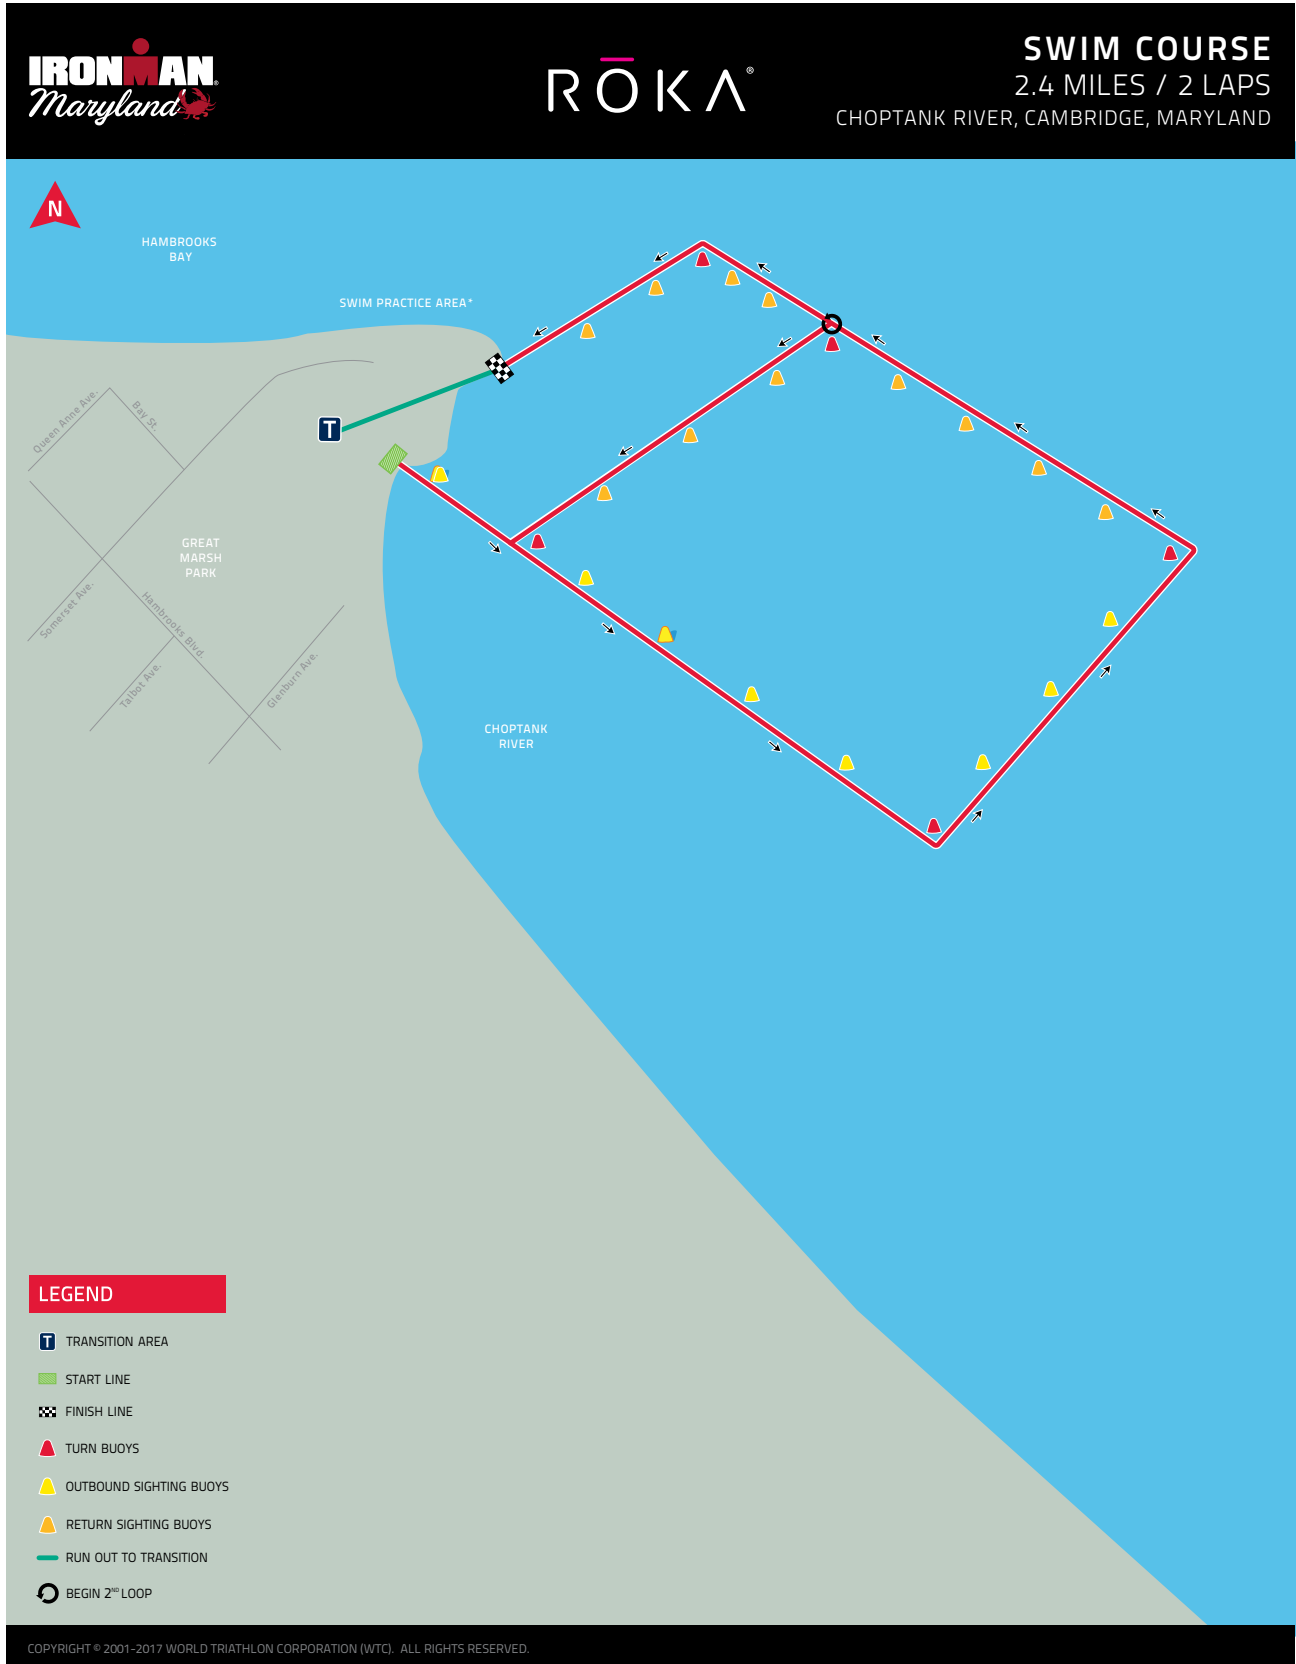 IRONMAN®
Maryland
RŌKA®
SWIM COURSE
2.4 MILES / 2 LAPS
CHOPTANK RIVER, CAMBRIDGE, MARYLAND
N
HAMBROOKS
BAY
SWIM PRACTICE AREA*
Queen Anne Ave.
Bay St.
T
GREAT
MARSH
PARK
Somerset Ave.
Hambrooks Blvd.
Talbot Ave.
Glenburn Ave.
CHOPTANK
RIVER
LEGEND
T TRANSITION AREA
START LINE
FINISH LINE
TURN BUOYS
OUTBOUND SIGHTING BUOYS
RETURN SIGHTING BUOYS
RUN OUT TO TRANSITION
BEGIN 2ND LOOP
COPYRIGHT © 2001-2017 WORLD TRIATHLON CORPORATION (WTC). ALL RIGHTS RESERVED.